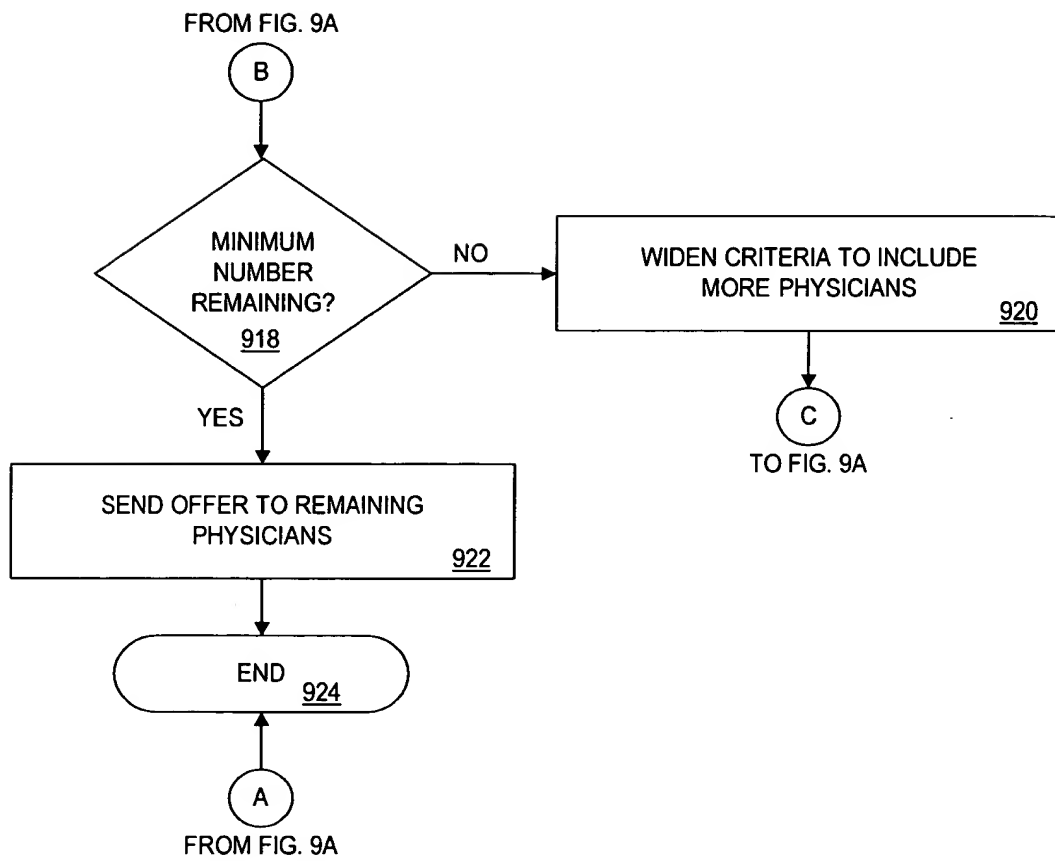 FROM FIG. 9A
B
MINIMUM
NUMBER
REMAINING?
918
NO
WIDEN CRITERIA TO INCLUDE
MORE PHYSICIANS
920
C
TO FIG. 9A
YES
SEND OFFER TO REMAINING
PHYSICIANS
922
END
924
A
FROM FIG. 9A